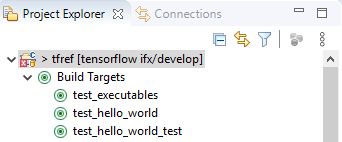 Project Explorer Connections
> tfref [tensorflow ifx/develop]
Build Targets
test_executables
test_hello_world
test_hello_world_test